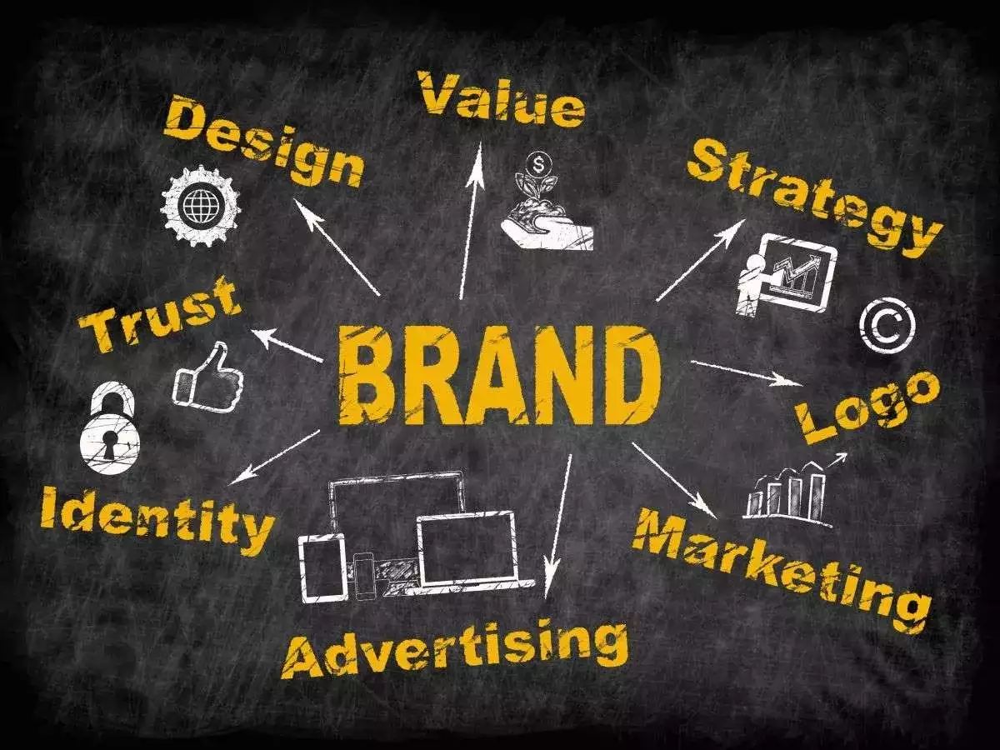 Value
Design
Strategy
$
Trust
BRAND
C
Logo
Identity
Marketing
Advertising